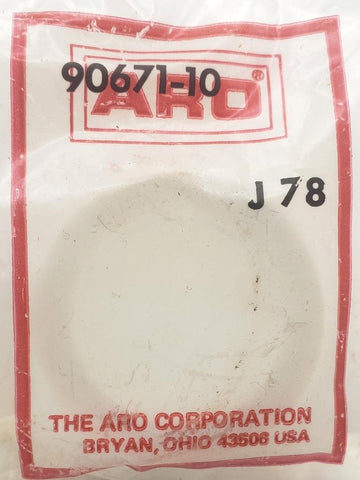 90671-10
ARO®
J 78
THE ARO CORPORATION
BRYAN, OHIO 43506 USA